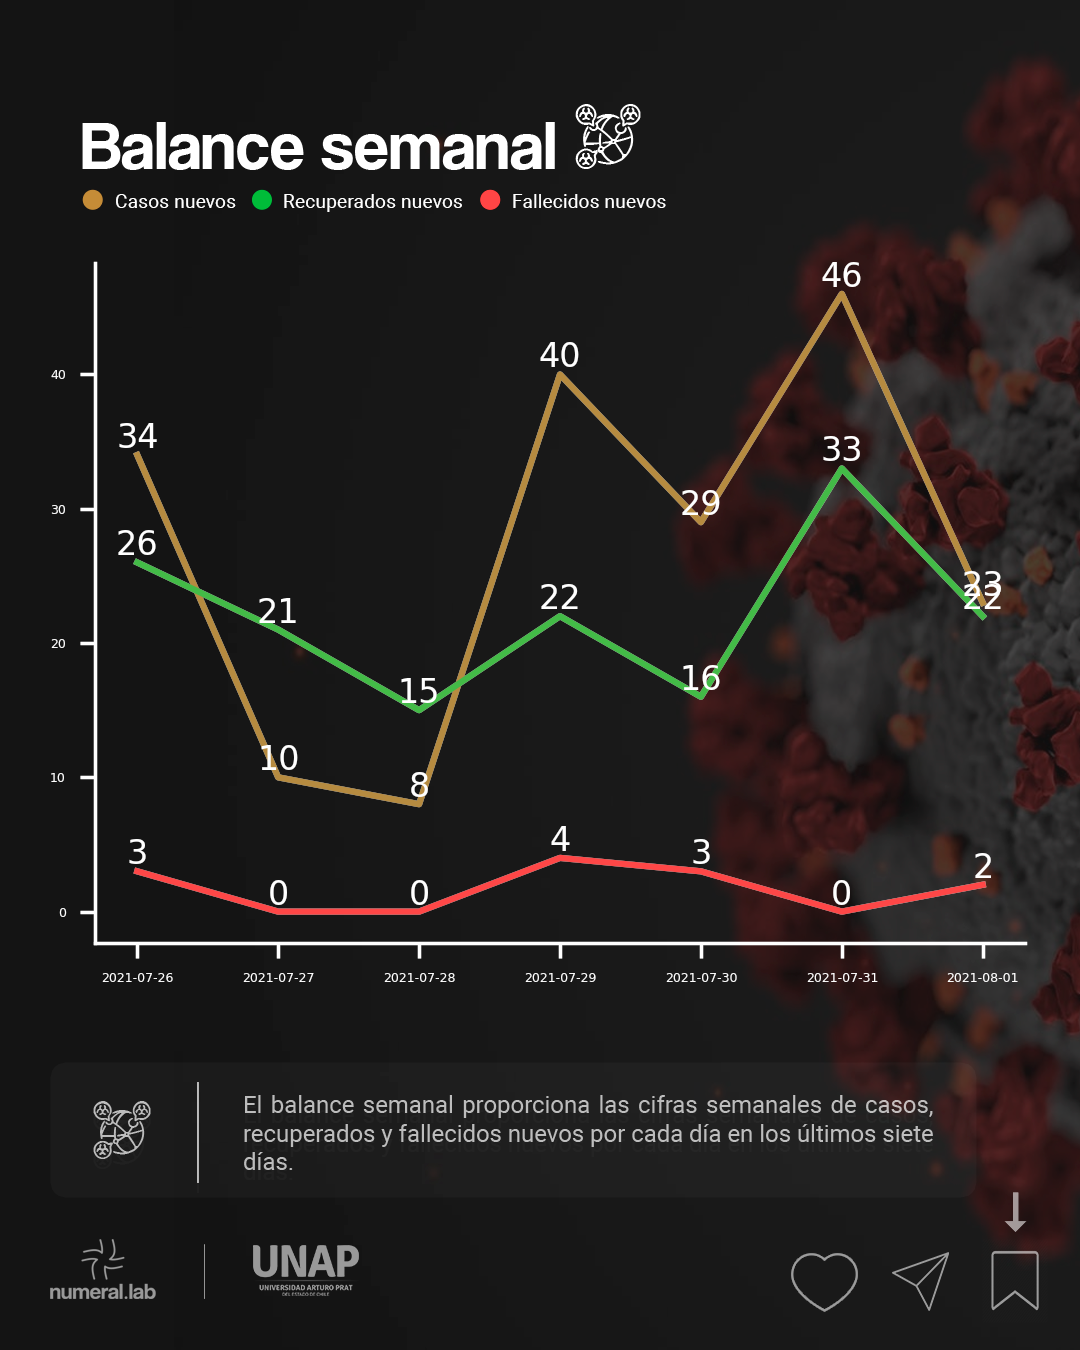 Balance semanal
Casos nuevos Recuperados nuevos Fallecidos nuevos
46
40
40
34
33
29
30
26
23
22
22
21
20
16
15
10
10
8
4
3
3
2
0
0
0
0
2021-07-26 2021-07-27 2021-07-28 2021-07-29 2021-07-30 2021-07-31 2021-08-01
El balance semanal proporciona las cifras semanales de casos,
recuperados y fallecidos nuevos por cada día en los últimos siete
días.
numeral.lab
UNAP
UNIVERSIDAD ARTURO PRAT
DEL ESTADO DE CHILE